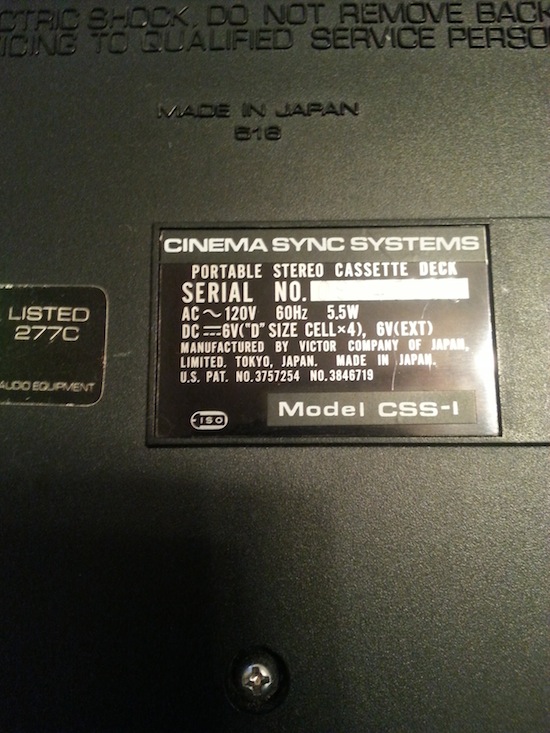 CTRIC SHOCK, DO NOT REMOVE BACK
ICING TO QUALIFIED SERVICE PERSO
MADE IN JAPAN
516
CINEMA SYNC SYSTEMS
PORTABLE STEREO CASSETTE DECK
SERIAL NO.
AC～120V 60Hz 5.5W
DC⎓6V("D" SIZE CELL×4), 6V(EXT)
MANUFACTURED BY VICTOR COMPANY OF JAPAN,
LIMITED. TOKYO, JAPAN. MADE IN JAPAN.
U.S. PAT. NO.3757254 NO.3846719
ISO
Model CSS-1
LISTED
277C
AUDIO EQUIPMENT